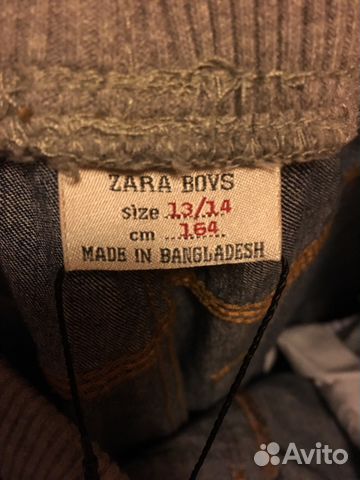 ZARA BOYS
size 13/14
cm 164
MADE IN BANGLADESH
Avito